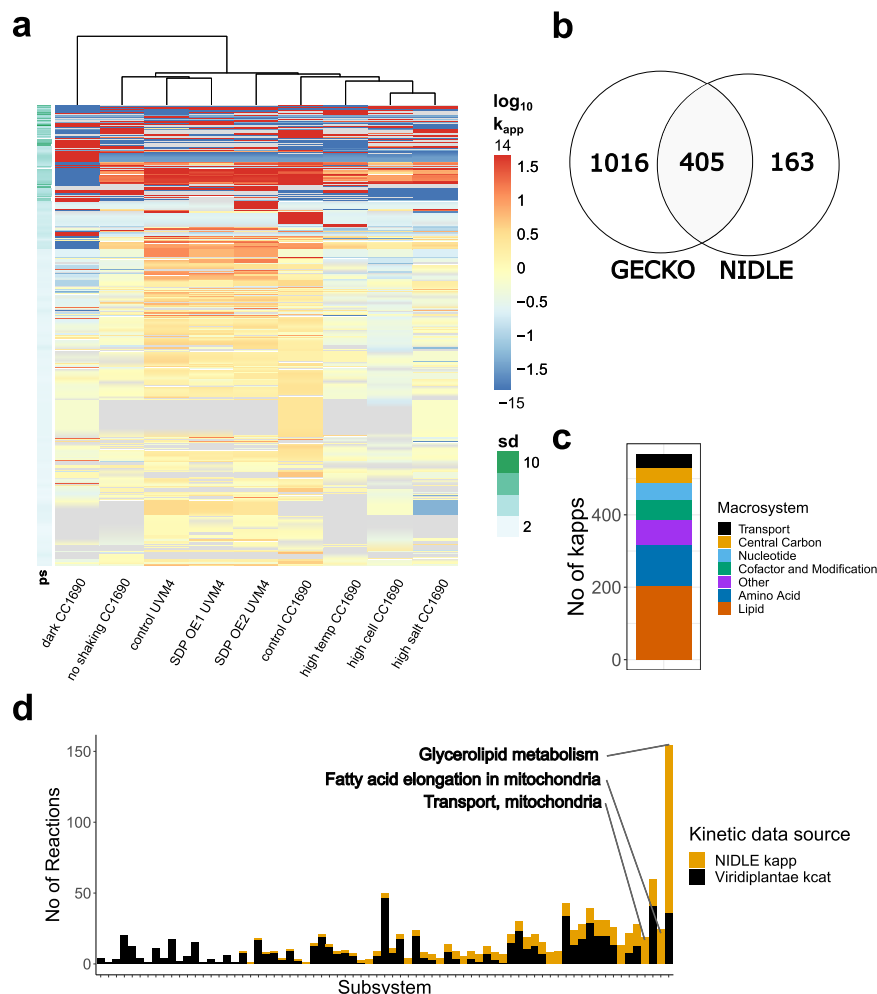 a
log10
kapp
14
1.5
1
0.5
0
−0.5
−1
−1.5
−15
sd
10
2
sd
dark CC1690
no shaking CC1690
control UVM4
SDP OE1 UVM4
SDP OE2 UVM4
control CC1690
high temp CC1690
high cell CC1690
high salt CC1690
b
1016
405
163
GECKO
NIDLE
c
No of kapps
400
200
0
Macrosystem
Transport
Central Carbon
Nucleotide
Cofactor and Modification
Other
Amino Acid
Lipid
d
No of Reactions
150
100
50
0
Glycerolipid metabolism
Fatty acid elongation in mitochondria
Transport, mitochondria
Subsystem
Kinetic data source
NIDLE kapp
Viridiplantae kcat